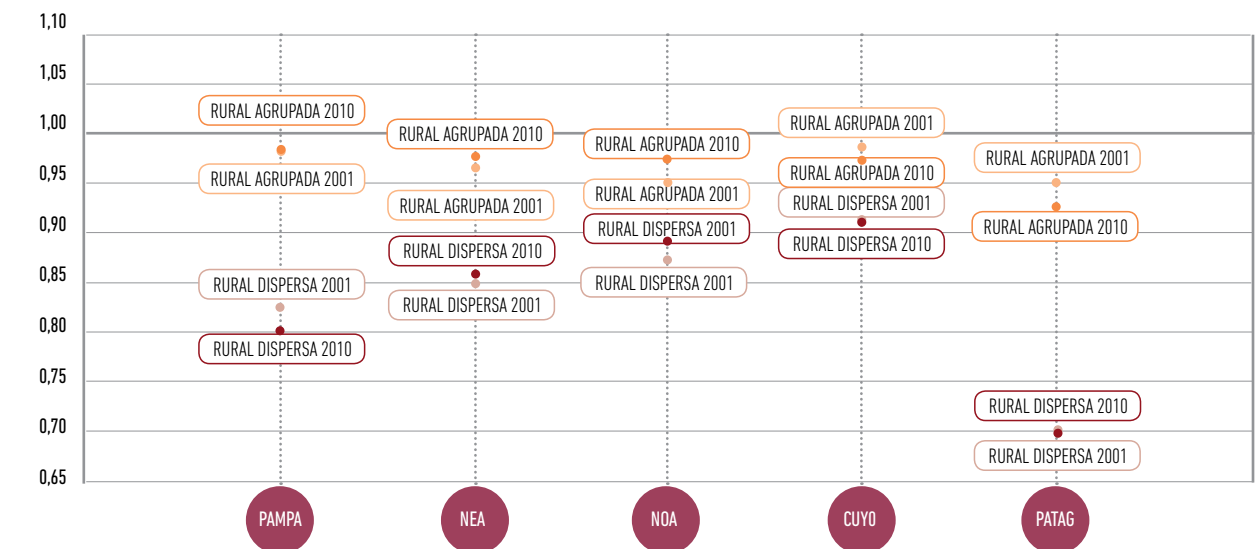 1,10
1,05
1,00
0,95
0,90
0,85
0,80
0,75
0,70
0,65
RURAL AGRUPADA 2010
RURAL AGRUPADA 2001
RURAL DISPERSA 2001
RURAL DISPERSA 2010
RURAL AGRUPADA 2010
RURAL AGRUPADA 2001
RURAL DISPERSA 2010
RURAL DISPERSA 2001
RURAL AGRUPADA 2010
RURAL AGRUPADA 2001
RURAL DISPERSA 2001
RURAL DISPERSA 2001
RURAL AGRUPADA 2001
RURAL AGRUPADA 2010
RURAL DISPERSA 2001
RURAL DISPERSA 2010
RURAL AGRUPADA 2001
RURAL AGRUPADA 2010
RURAL DISPERSA 2010
RURAL DISPERSA 2001
PAMPA
NEA
NOA
CUYO
PATAG